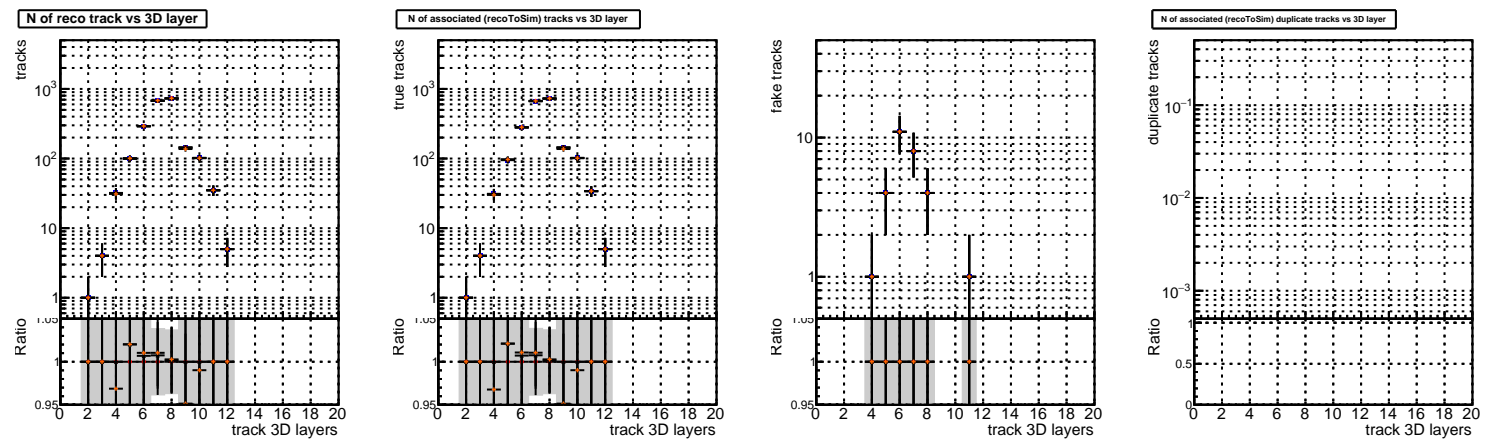 N of reco track vs 3D layer
tracks
10³
10²
10
1
Ratio
1.05
1
0.95
0 2 4 6 8 10 12 14 16 18 20
track 3D layers
N of associated (recoToSim) tracks vs 3D layer
true tracks
10³
10²
10
1
Ratio
1.05
1
0.95
0 2 4 6 8 10 12 14 16 18 20
track 3D layers
fake tracks
10
1
Ratio
1.05
1
0.95
0 2 4 6 8 10 12 14 16 18 20
track 3D layers
N of associated (recoToSim) duplicate tracks vs 3D layer
duplicate tracks
10⁻¹
10⁻²
10⁻³
Ratio
1
0.5
0
0 2 4 6 8 10 12 14 16 18 20
track 3D layers